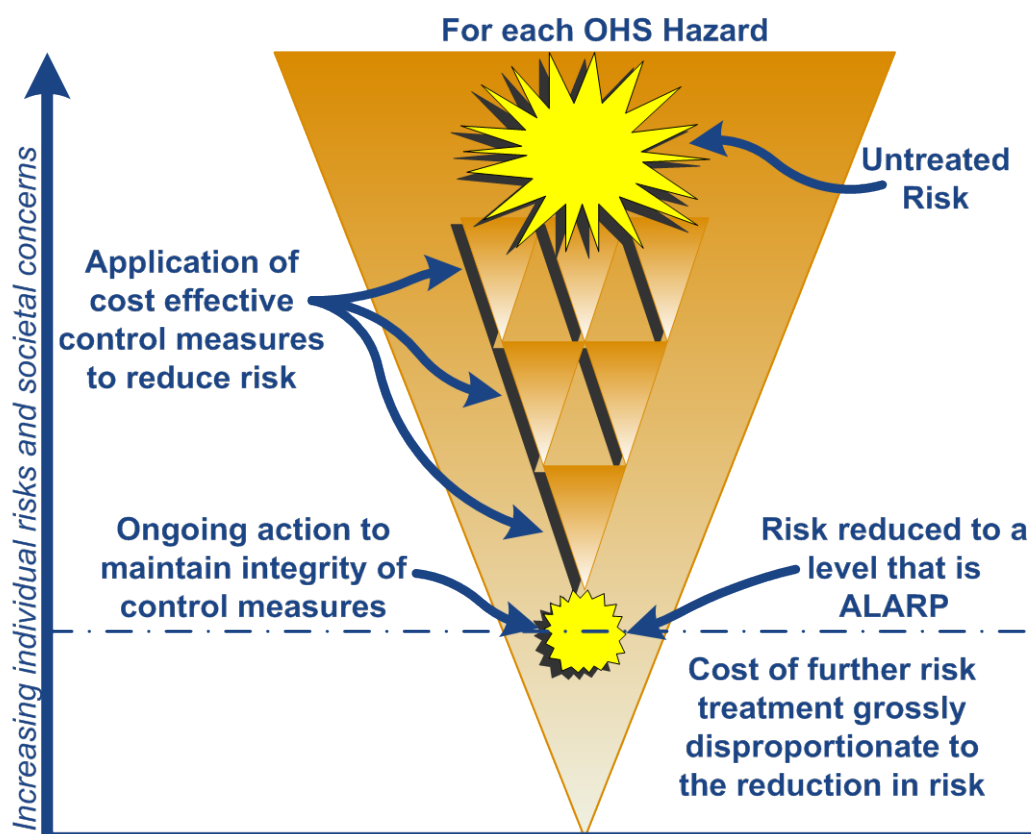 For each OHS Hazard
Increasing individual risks and societal concerns
Untreated
Risk
Application of
cost effective
control measures
to reduce risk
Ongoing action to
maintain integrity of
control measures
Risk reduced to a
level that is
ALARP
Cost of further risk
treatment grossly
disproportionate to
the reduction in risk